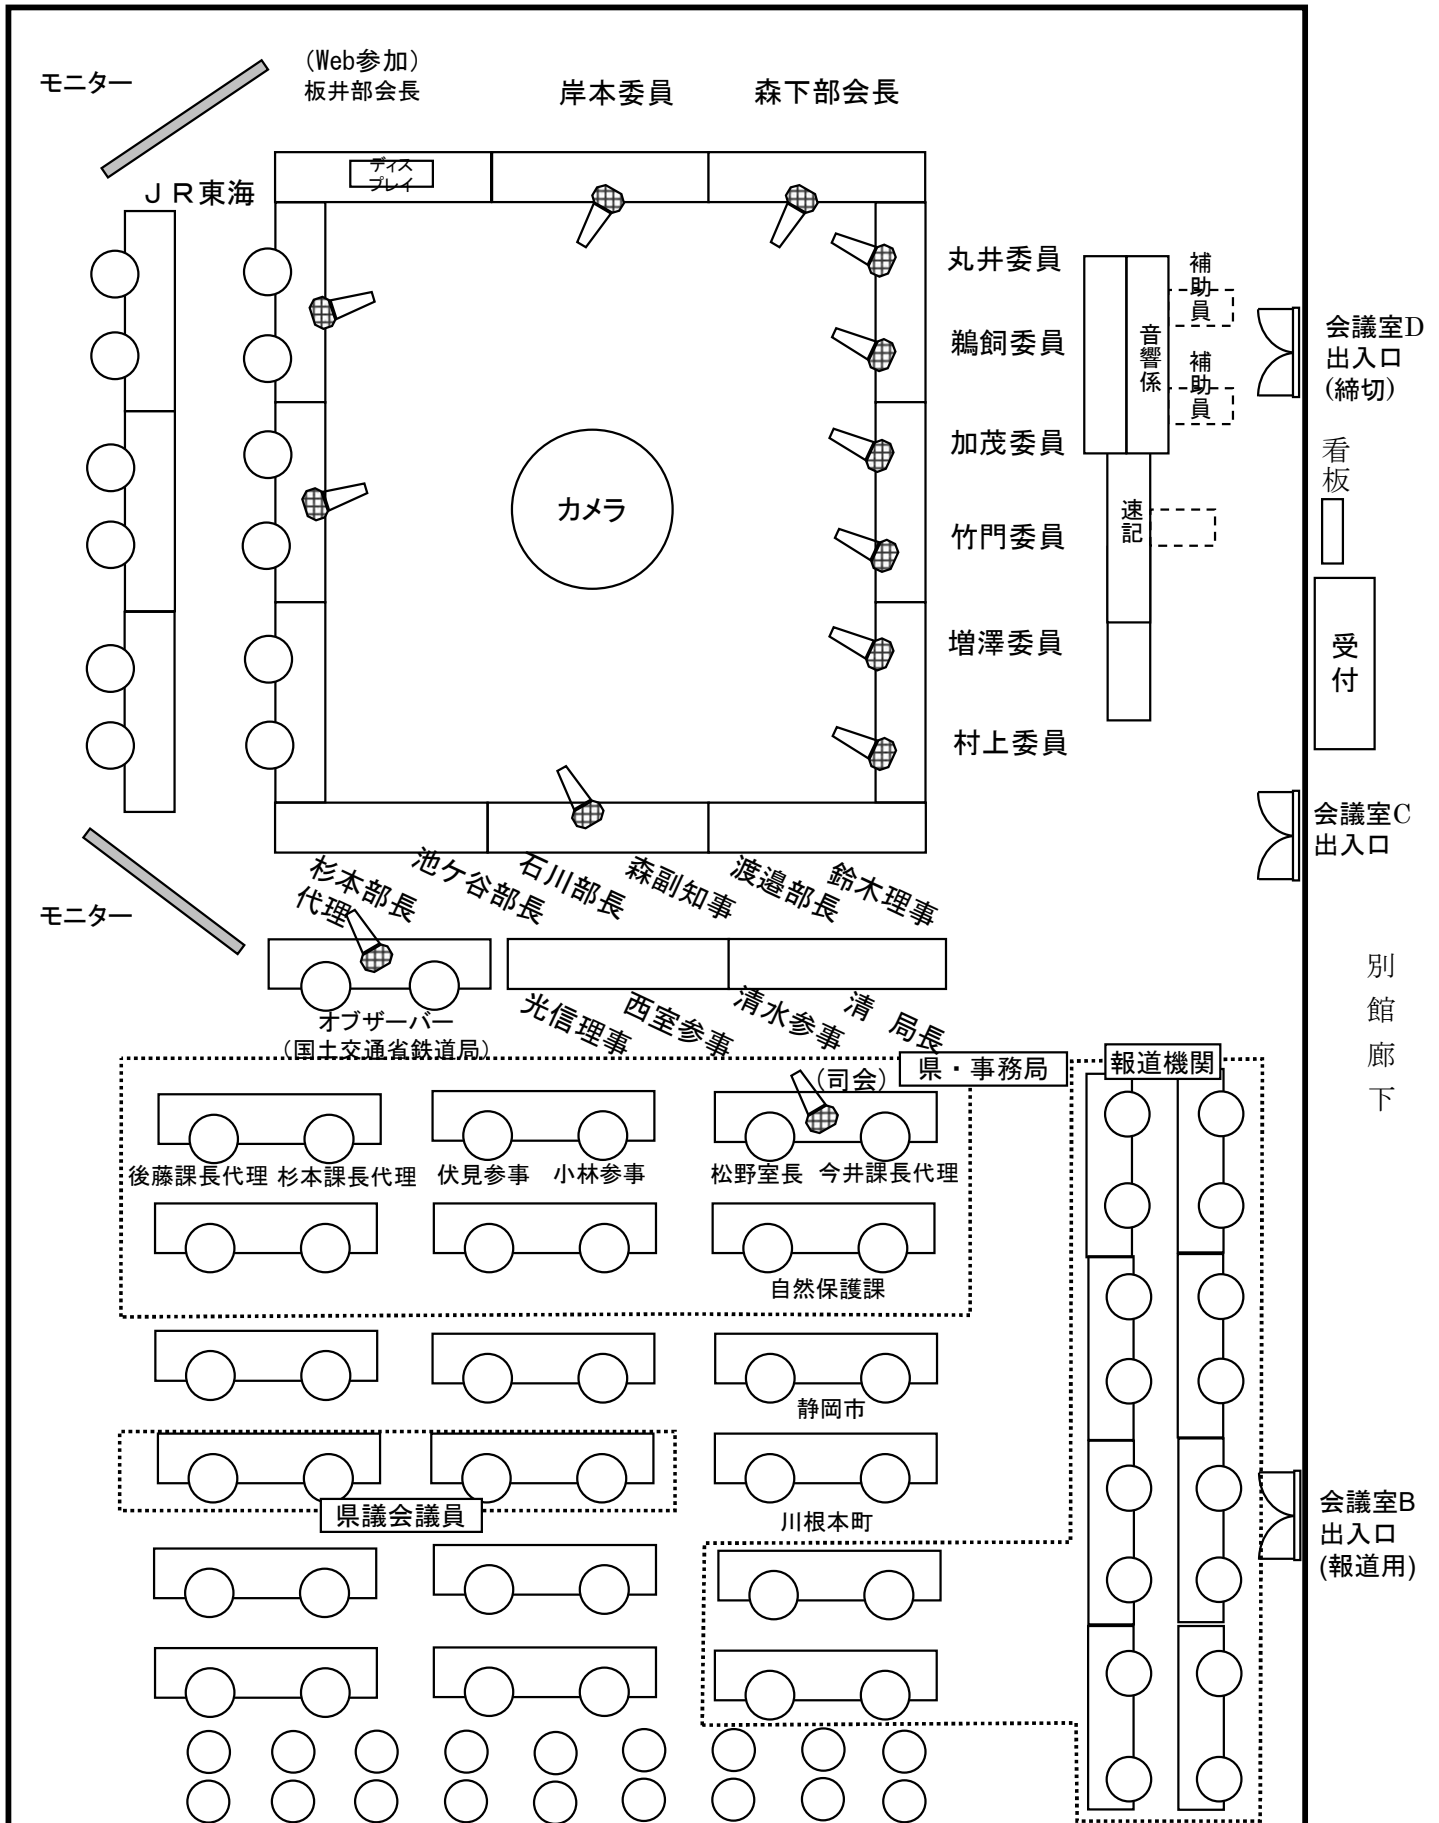 モニター
（Web参加）
板井部会長
岸本委員
森下部会長
ディス
プレイ
ＪＲ東海
丸井委員
鵜飼委員
加茂委員
竹門委員
増澤委員
村上委員
カメラ
音響係
補助員
補助員
速記
会議室D
出入口
(締切)
看板
受付
会議室C
出入口
モニター
杉本部長
代理
池ケ谷部長
石川部長
森副知事
渡邉部長
鈴木理事
オブザーバー
（国土交通省鉄道局）
光信理事
西室参事
清水参事
清　局長
別館廊下
県・事務局
報道機関
（司会）
後藤課長代理
杉本課長代理
伏見参事
小林参事
松野室長
今井課長代理
自然保護課
静岡市
県議会議員
川根本町
会議室B
出入口
(報道用)